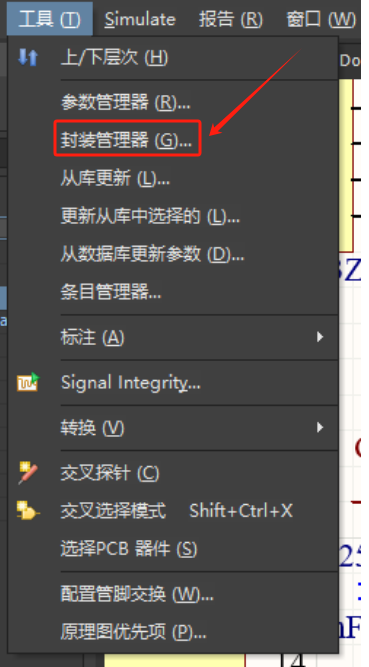 工具 (T) Simulate 报告 (R) 窗口 (W)
上/下层次 (H)
Do
参数管理器 (R)...
封装管理器 (G)...
从库更新 (L)...
更新从库中选择的 (L)...
从数据库更新参数 (D)...
条目管理器...
标注 (A)
Signal Integrity...
转换 (V)
交叉探针 (C)
交叉选择模式 Shift+Ctrl+X
选择PCB 器件 (S)
25
配置管脚交换 (W)...
原理图优先项 (P)...
14